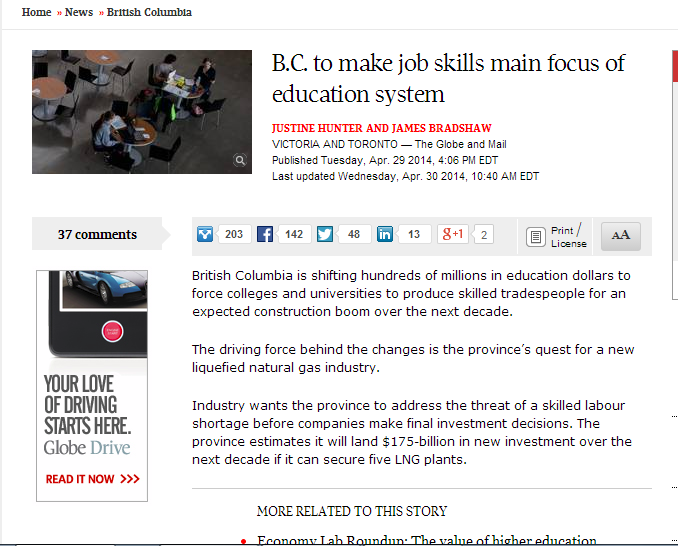 Home » News » British Columbia
B.C. to make job skills main focus of
education system
JUSTINE HUNTER AND JAMES BRADSHAW
VICTORIA AND TORONTO — The Globe and Mail
Published Tuesday, Apr. 29 2014, 4:06 PM EDT
Last updated Wednesday, Apr. 30 2014, 10:40 AM EDT
37 comments
203
142
48
in 13
g+1 2
Print /
License
AA
British Columbia is shifting hundreds of millions in education dollars to
force colleges and universities to produce skilled tradespeople for an
expected construction boom over the next decade.
The driving force behind the changes is the province's quest for a new
liquefied natural gas industry.
Industry wants the province to address the threat of a skilled labour
shortage before companies make final investment decisions. The
province estimates it will land $175-billion in new investment over the
next decade if it can secure five LNG plants.
YOUR LOVE
OF DRIVING
STARTS HERE.
Globe Drive
READ IT NOW >>>
MORE RELATED TO THIS STORY
Economy Lab Roundup: The value of higher education